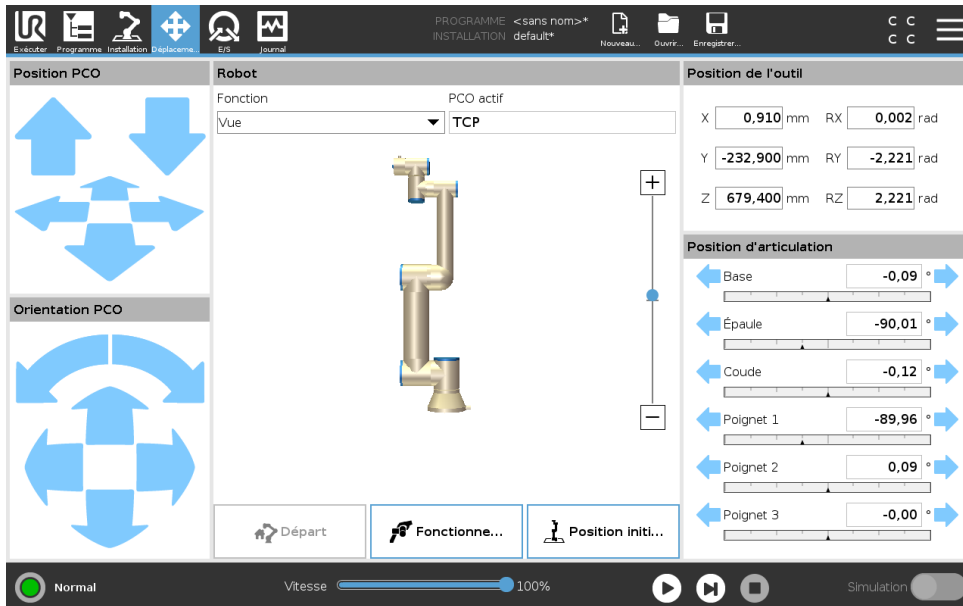 PROGRAMME <sans nom>*
INSTALLATION default*
UR
Exécuter Programme Installation Déplaceme... E/S Journal
Nouveau... Ouvrir... Enregistrer...
C C
C C
Position PCO
Orientation PCO
Robot
Fonction PCO actif
Vue TCP
+
−
Départ Fonctionne... Position initi...
Position de l'outil
X 0,910 mm RX 0,002 rad
Y -232,900 mm RY -2,221 rad
Z 679,400 mm RZ 2,221 rad
Position d'articulation
Base -0,09 °
Épaule -90,01 °
Coude -0,12 °
Poignet 1 -89,96 °
Poignet 2 0,09 °
Poignet 3 -0,00 °
Normal Vitesse 100% Simulation